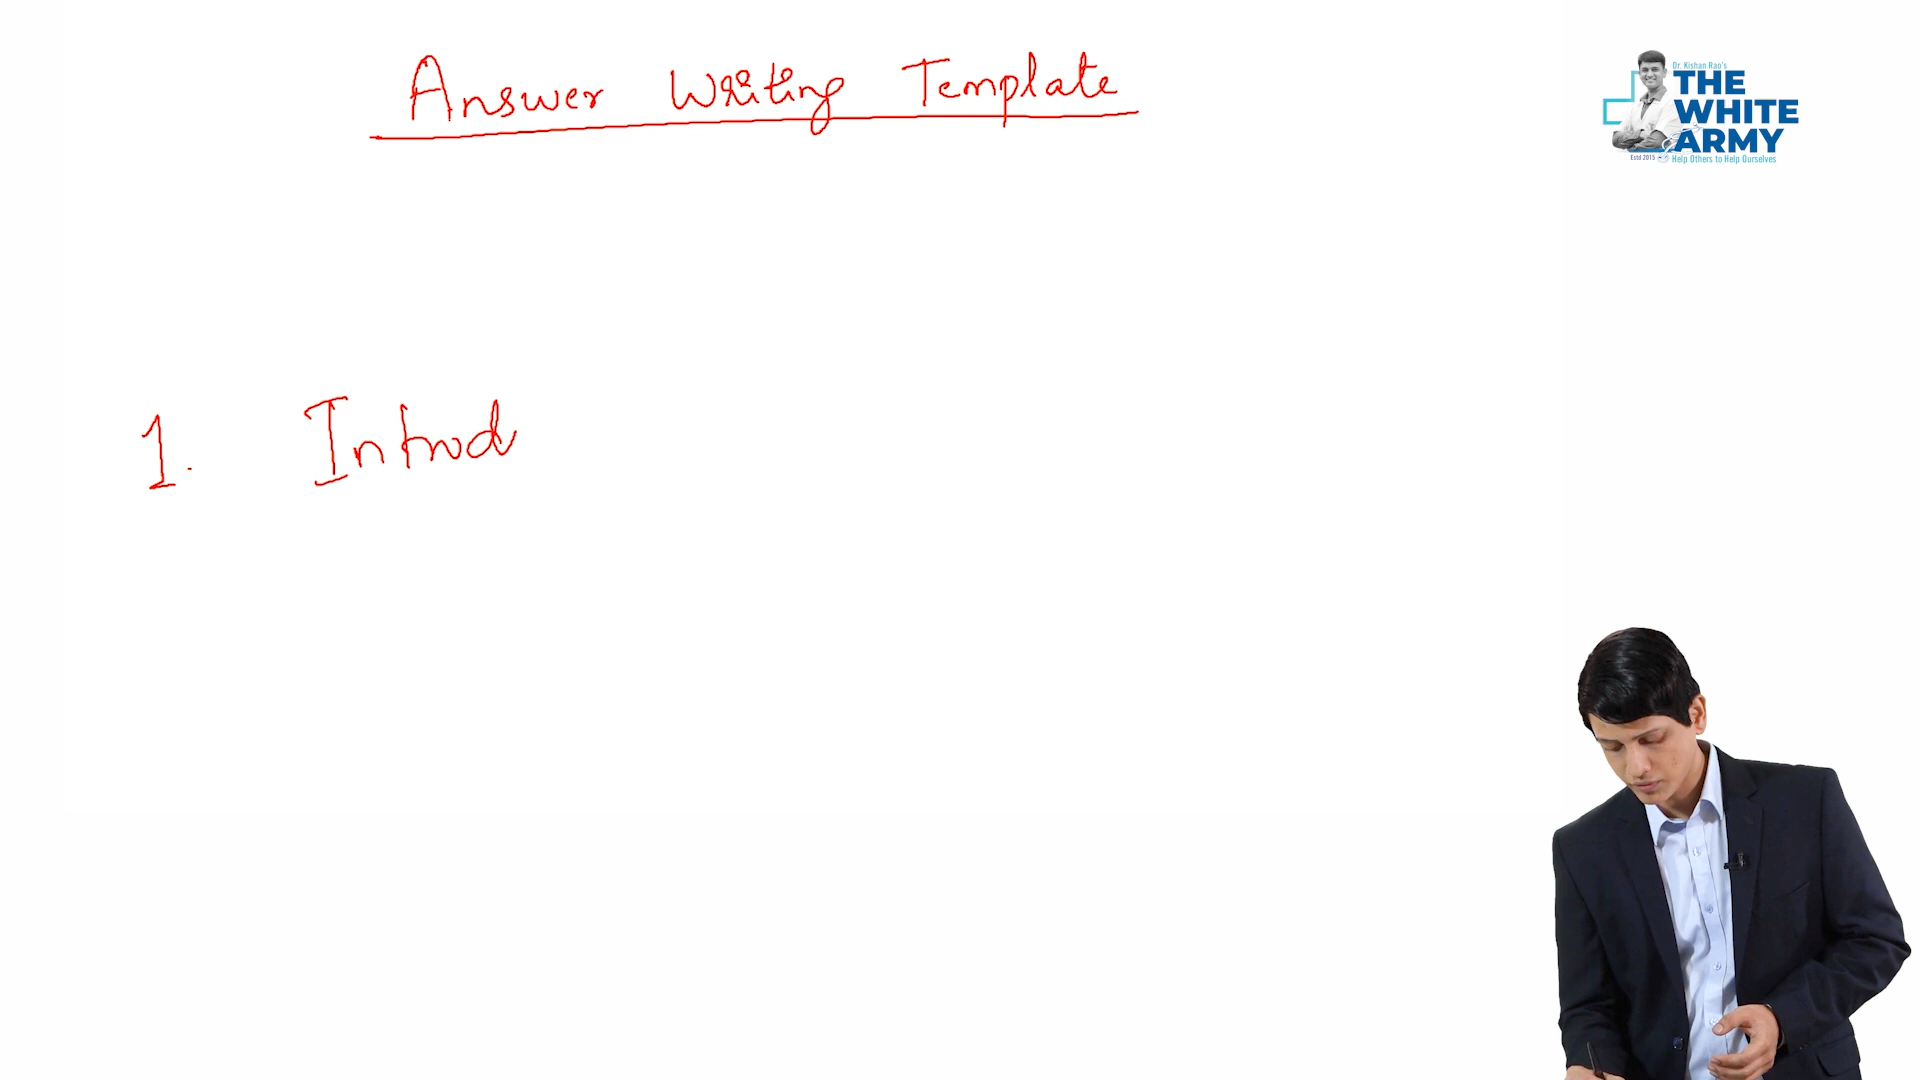 Answer Writing Template
Dr. Kishan Rao's
THE
WHITE
ARMY
Estd 2015
Help Others to Help Ourselves
1. Introd